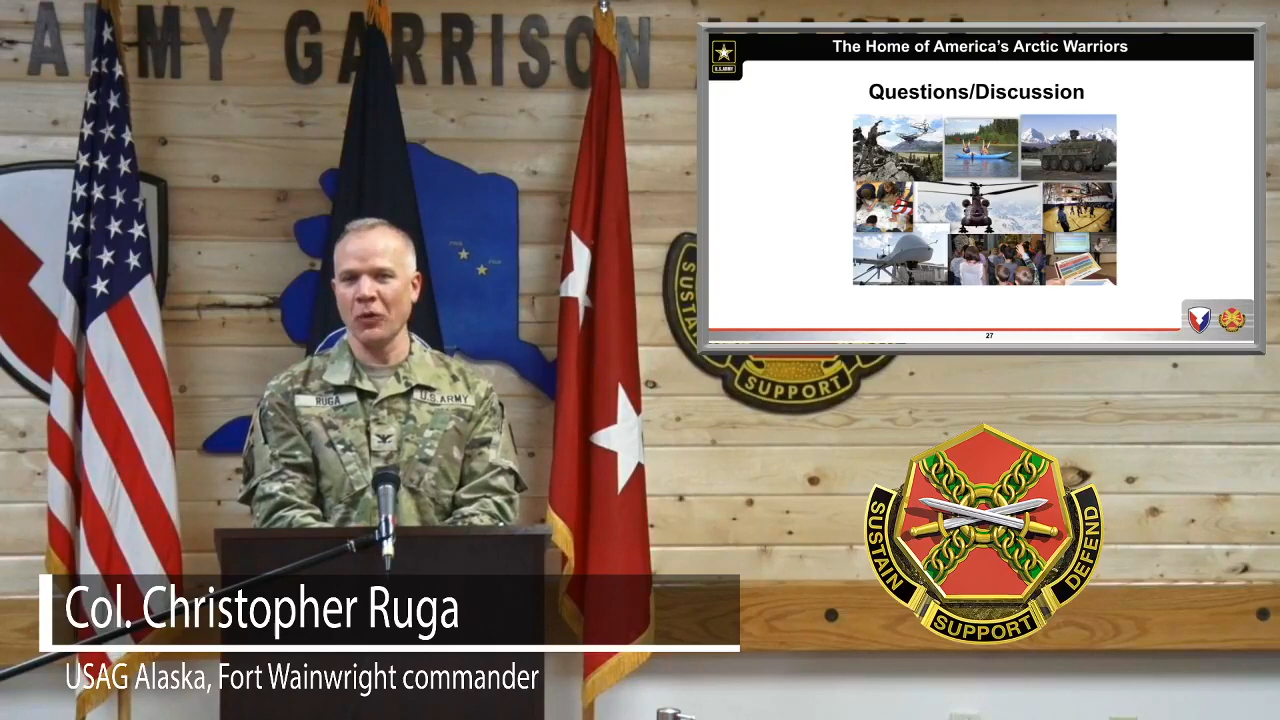 ARMY GARRISON
The Home of America's Arctic Warriors
U.S.ARMY
Questions/Discussion
27
SUPPORT
RUGA
U.S.ARMY
SUSTAIN
SUPPORT
DEFEND
Col. Christopher Ruga
USAG Alaska, Fort Wainwright commander